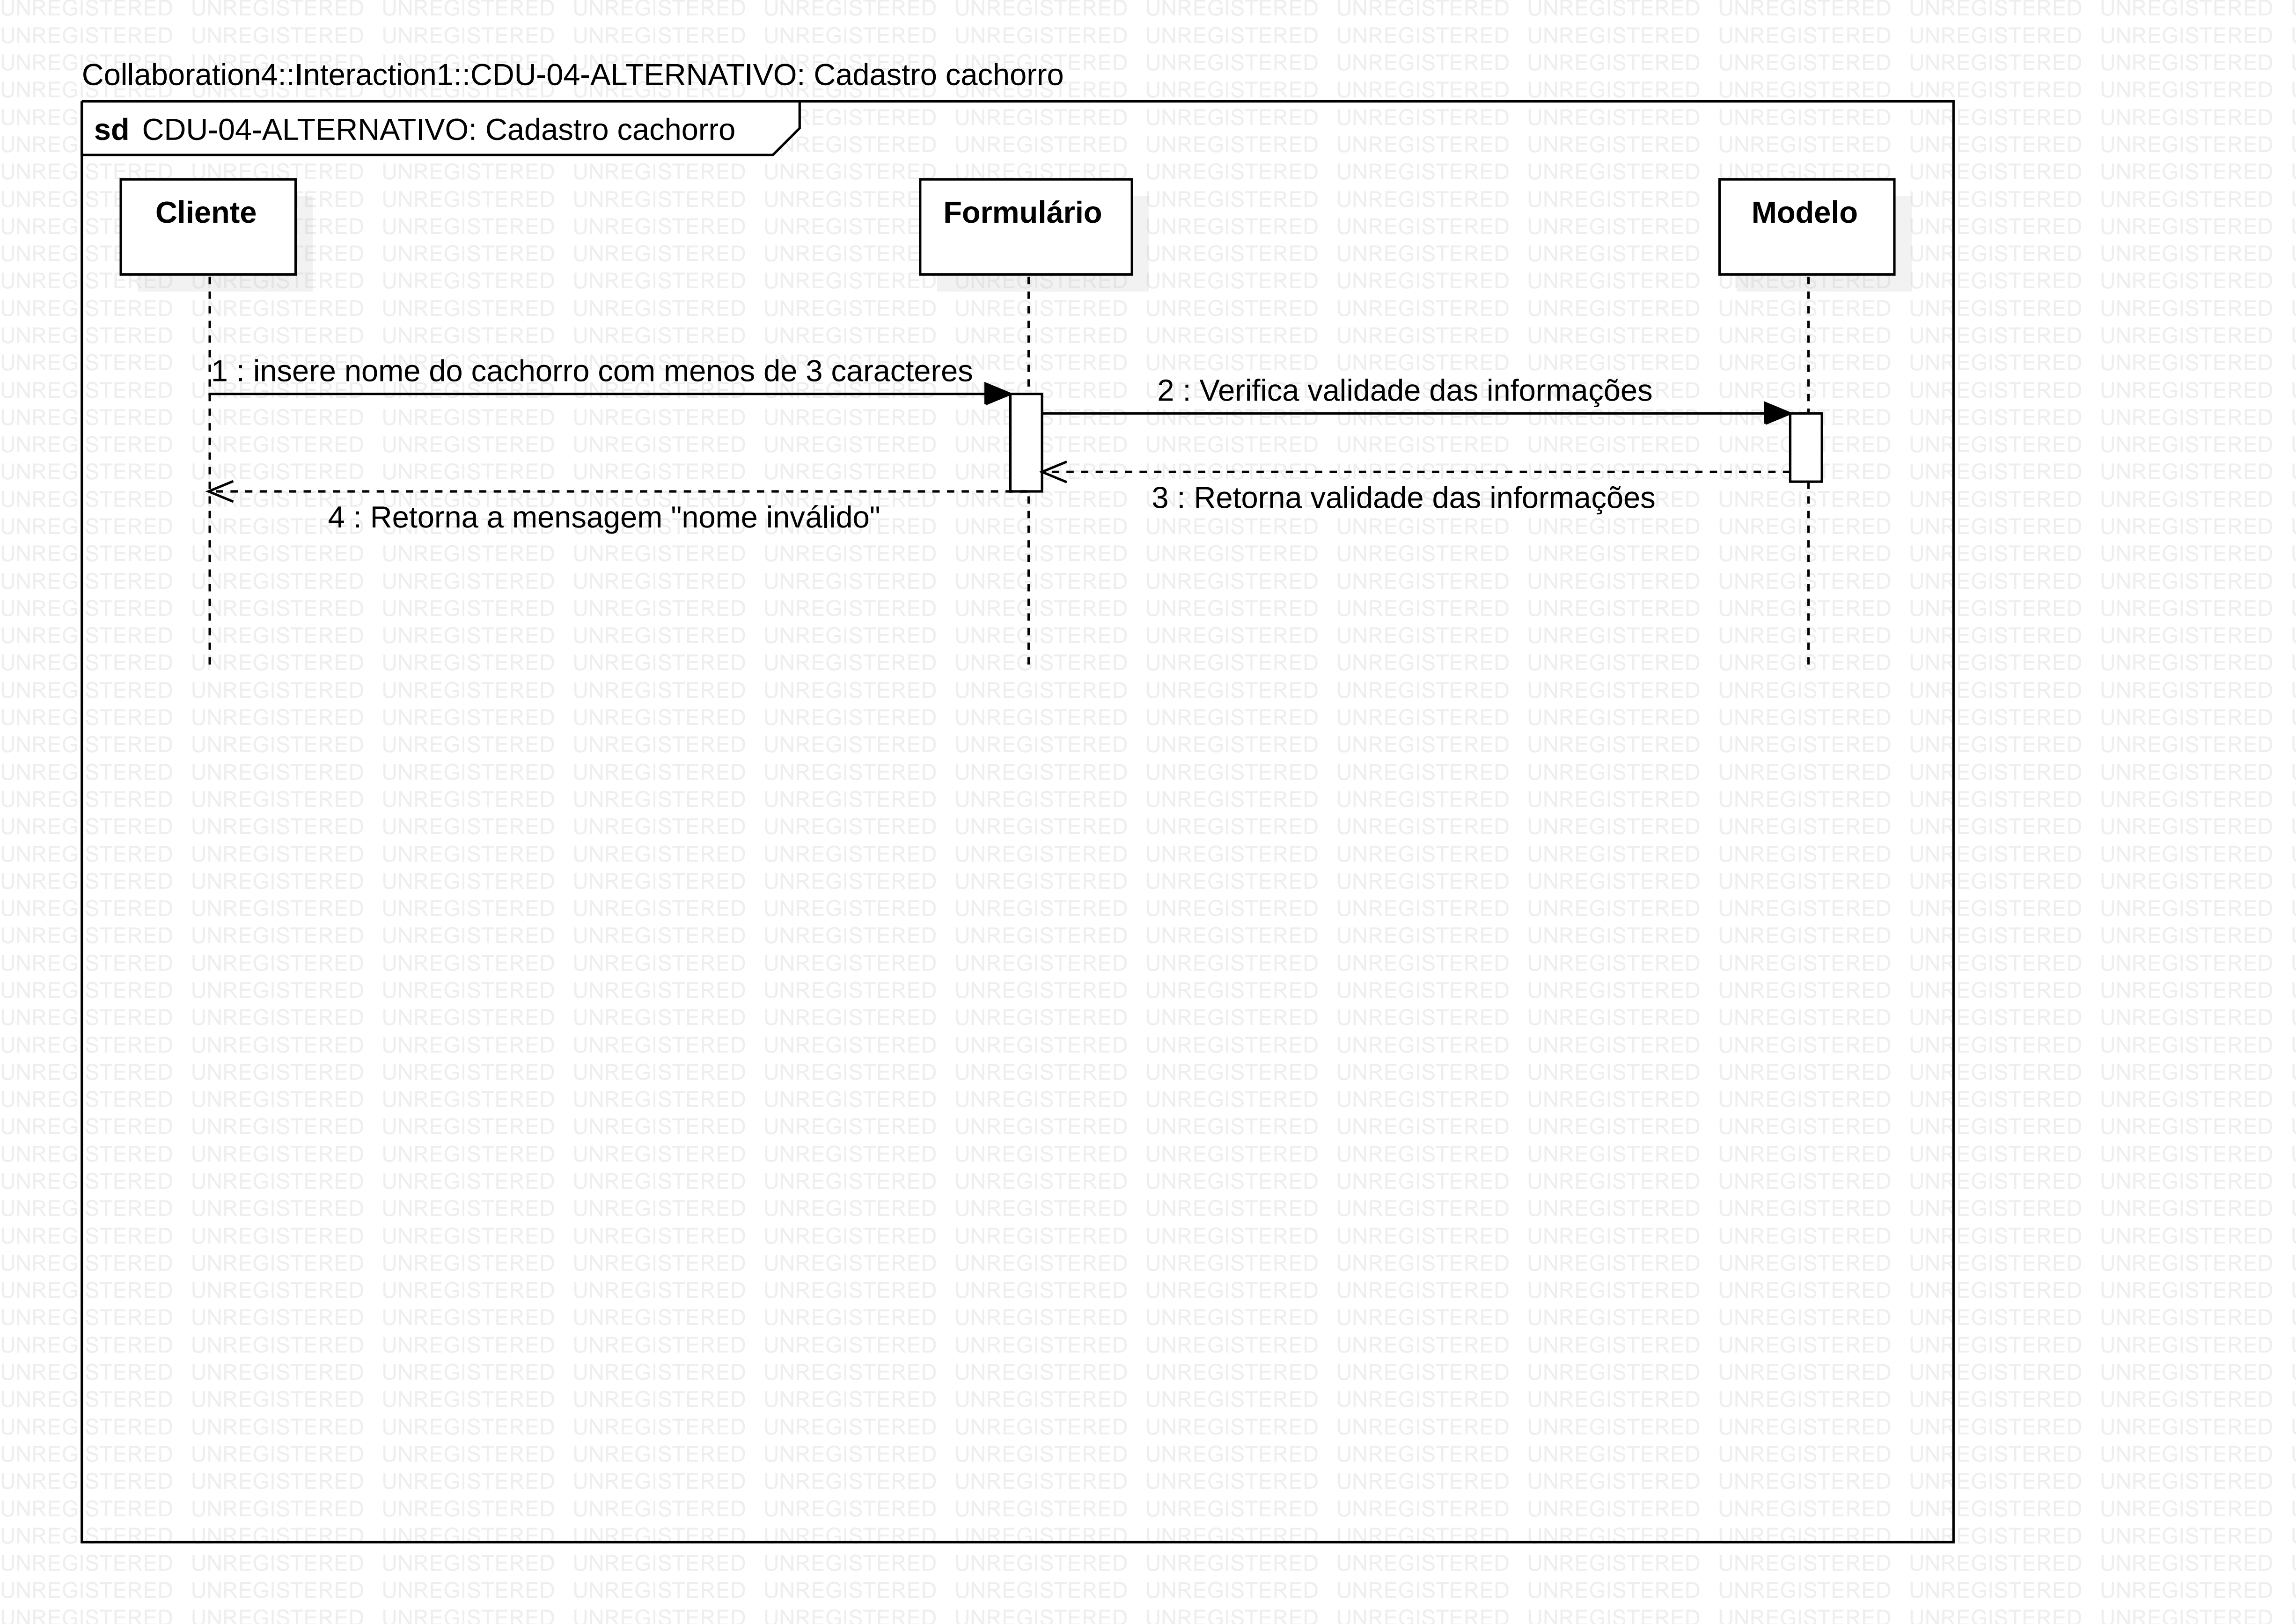 Collaboration4::Interaction1::CDU-04-ALTERNATIVO: Cadastro cachorro
sd CDU-04-ALTERNATIVO: Cadastro cachorro
Cliente
Formulário
Modelo
1 : insere nome do cachorro com menos de 3 caracteres
2 : Verifica validade das informações
3 : Retorna validade das informações
4 : Retorna a mensagem "nome inválido"
UNREGISTERED